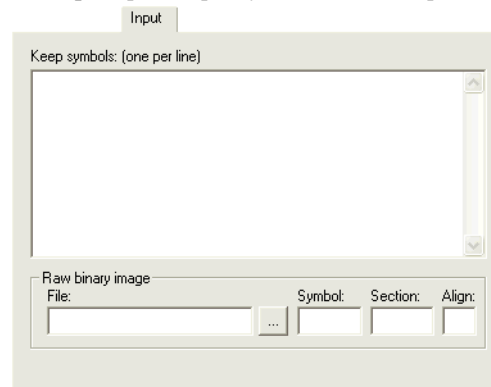 Input
Keep symbols: (one per line)
Raw binary image
File: Symbol: Section: Align:
...